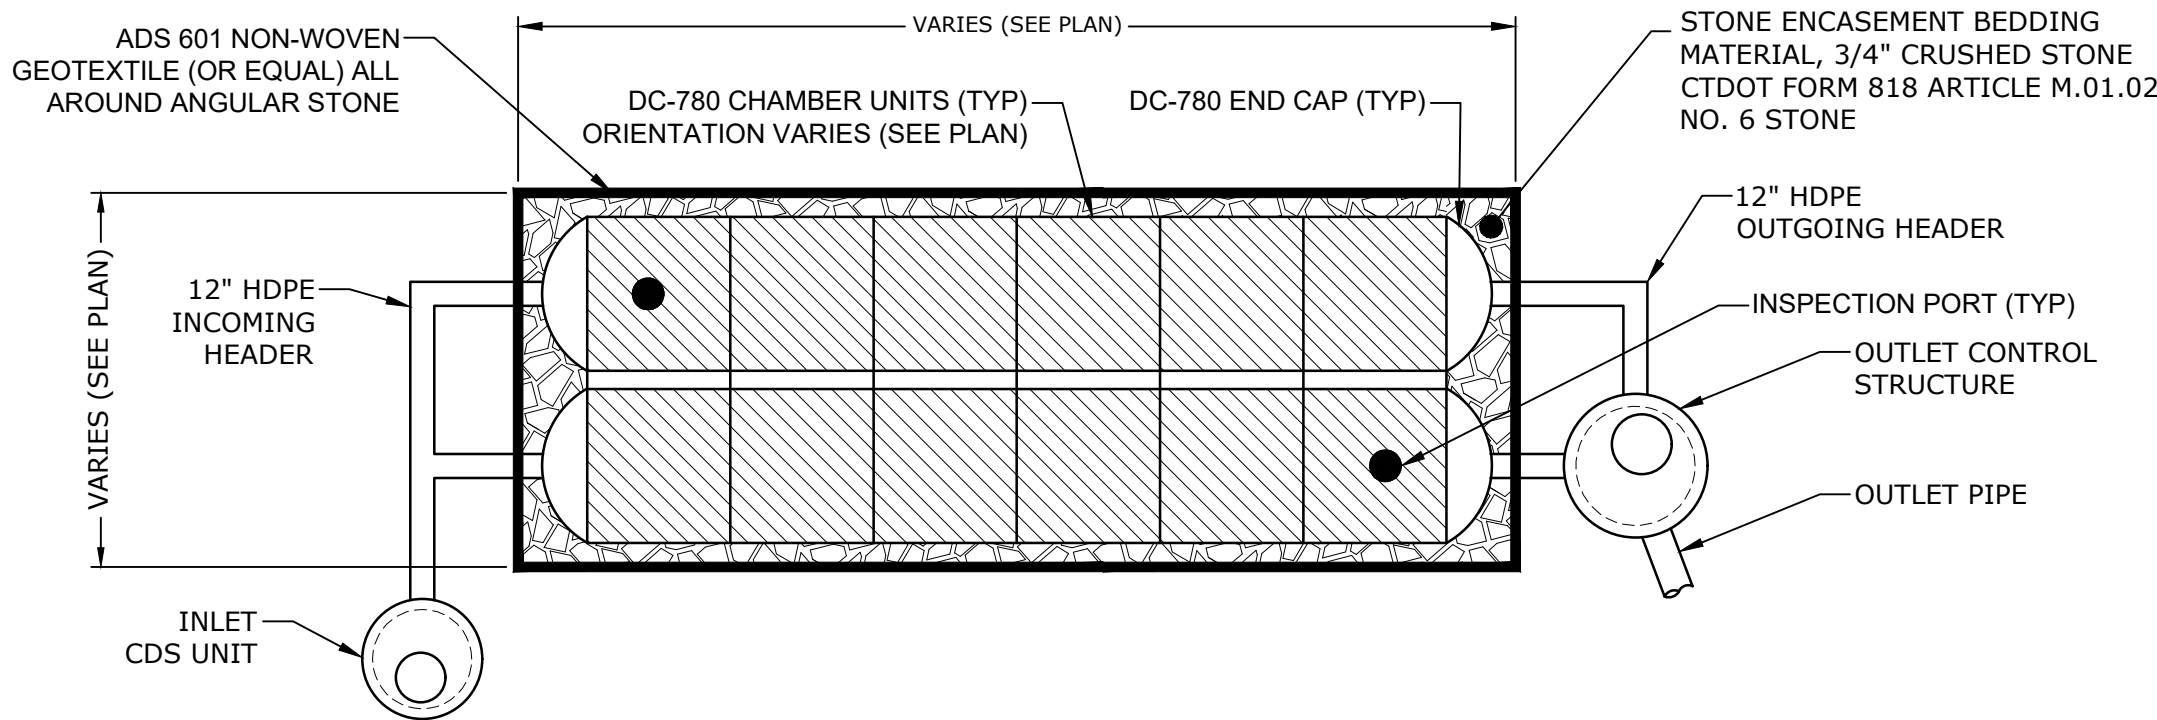 VARIES (SEE PLAN)
ADS 601 NON-WOVEN
GEOTEXTILE (OR EQUAL) ALL
AROUND ANGULAR STONE
DC-780 CHAMBER UNITS (TYP)
ORIENTATION VARIES (SEE PLAN)
DC-780 END CAP (TYP)
STONE ENCASEMENT BEDDING
MATERIAL, 3/4" CRUSHED STONE
CTDOT FORM 818 ARTICLE M.01.02
NO. 6 STONE
VARIES (SEE PLAN)
12" HDPE
INCOMING
HEADER
12" HDPE
OUTGOING HEADER
INSPECTION PORT (TYP)
OUTLET CONTROL
STRUCTURE
OUTLET PIPE
INLET
CDS UNIT